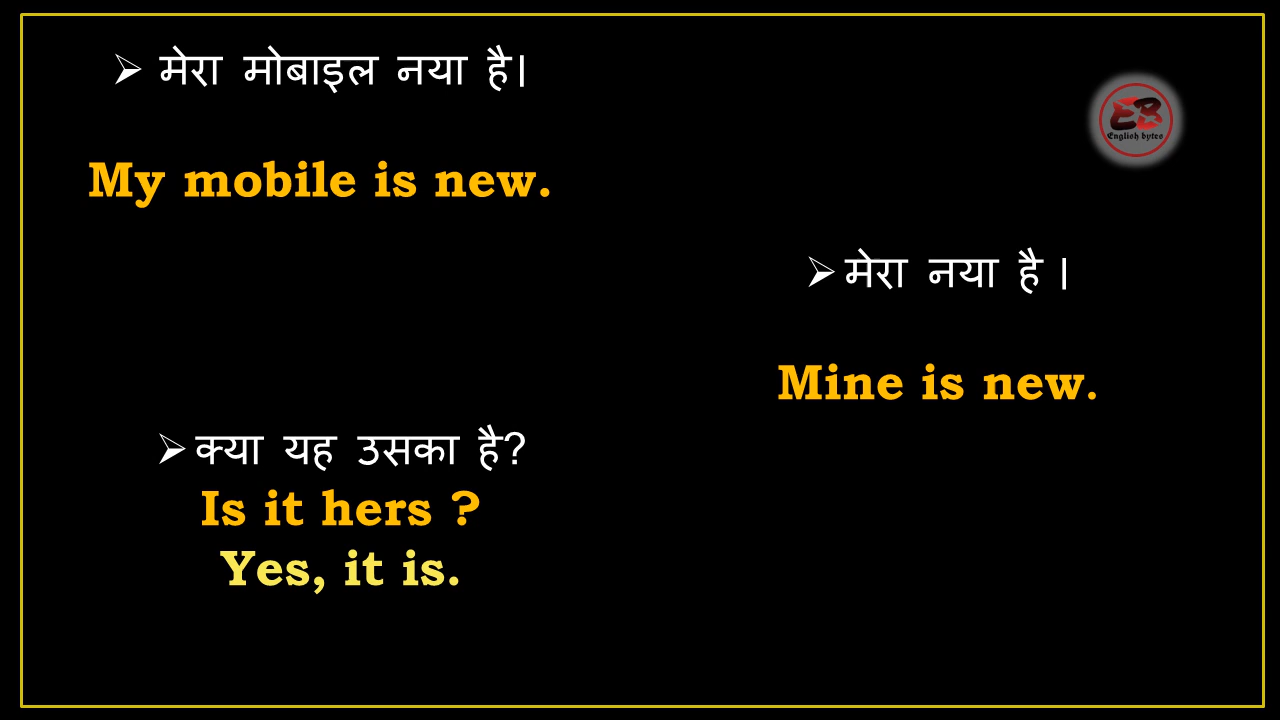 ➢ मेरा मोबाइल नया है।
EB
English bytes
My mobile is new.
➢ मेरा नया है ।
Mine is new.
➢ क्या यह उसका है?
Is it hers ?
Yes, it is.